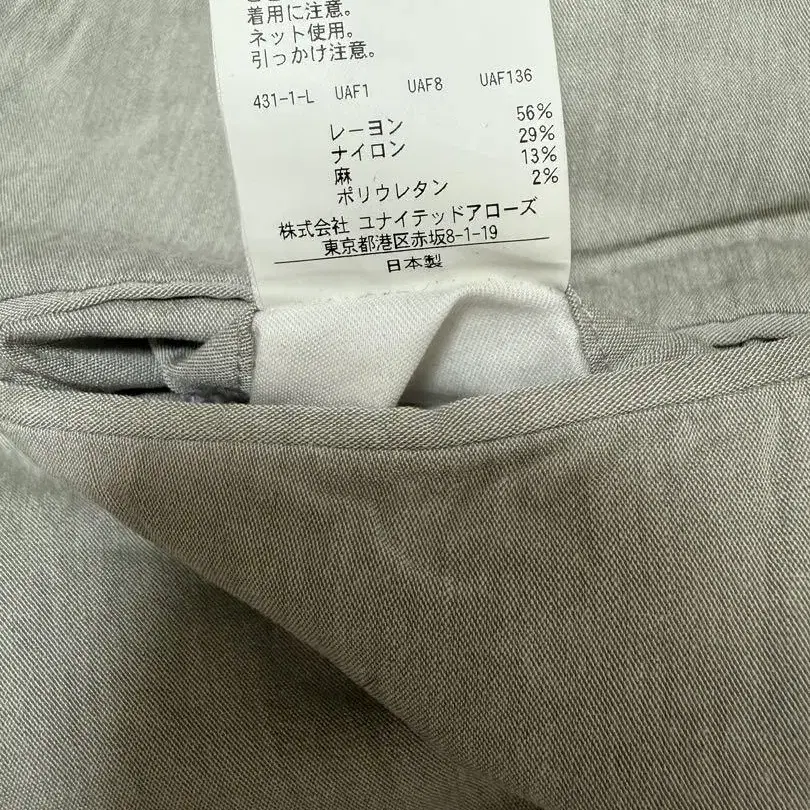 着用に注意。
ネット使用。
引っかけ注意。
431-1-L UAF1 UAF8 UAF136
レーヨン 56%
ナイロン 29%
麻 13%
ポリウレタン 2%
株式会社 ユナイテッドアローズ
東京都港区赤坂8-1-19
日本製